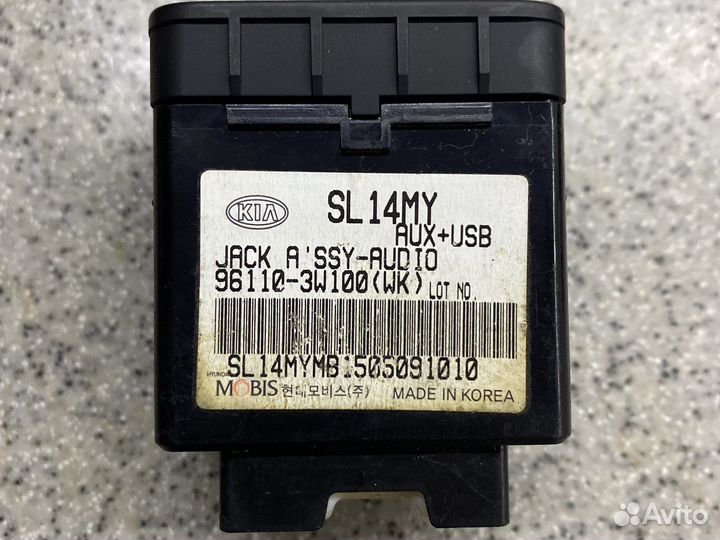 KIA
SL14MY
AUX+USB
JACK A'SSY-AUDIO
96110-3W100(WK) LOT NO.
SL14MYMB1505091010
HYUNDAI
MOBIS 현대모비스(주) MADE IN KOREA
Avito